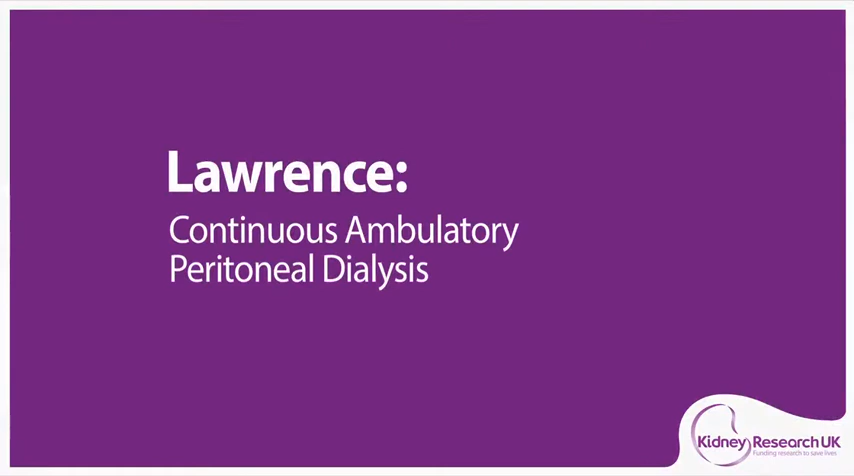 Lawrence:
Continuous Ambulatory
Peritoneal Dialysis
Kidney Research UK
Funding research to save lives